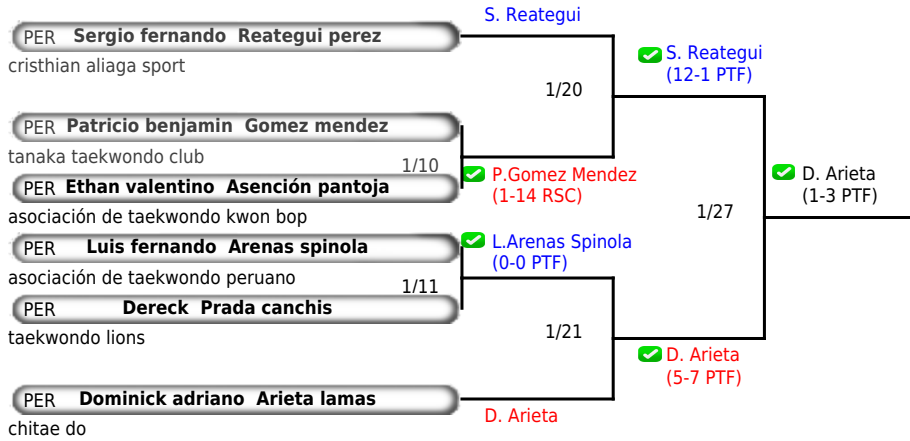 S. Reategui
PER Sergio fernando Reategui perez
cristhian aliaga sport
S. Reategui
(12-1 PTF)
1/20
PER Patricio benjamin Gomez mendez
tanaka taekwondo club
1/10
P.Gomez Mendez
(1-14 RSC)
PER Ethan valentino Asención pantoja
asociación de taekwondo kwon bop
D. Arieta
(1-3 PTF)
1/27
PER Luis fernando Arenas spinola
asociación de taekwondo peruano
L.Arenas Spinola
(0-0 PTF)
1/11
PER Dereck Prada canchis
taekwondo lions
1/21
D. Arieta
(5-7 PTF)
PER Dominick adriano Arieta lamas
chitae do
D. Arieta